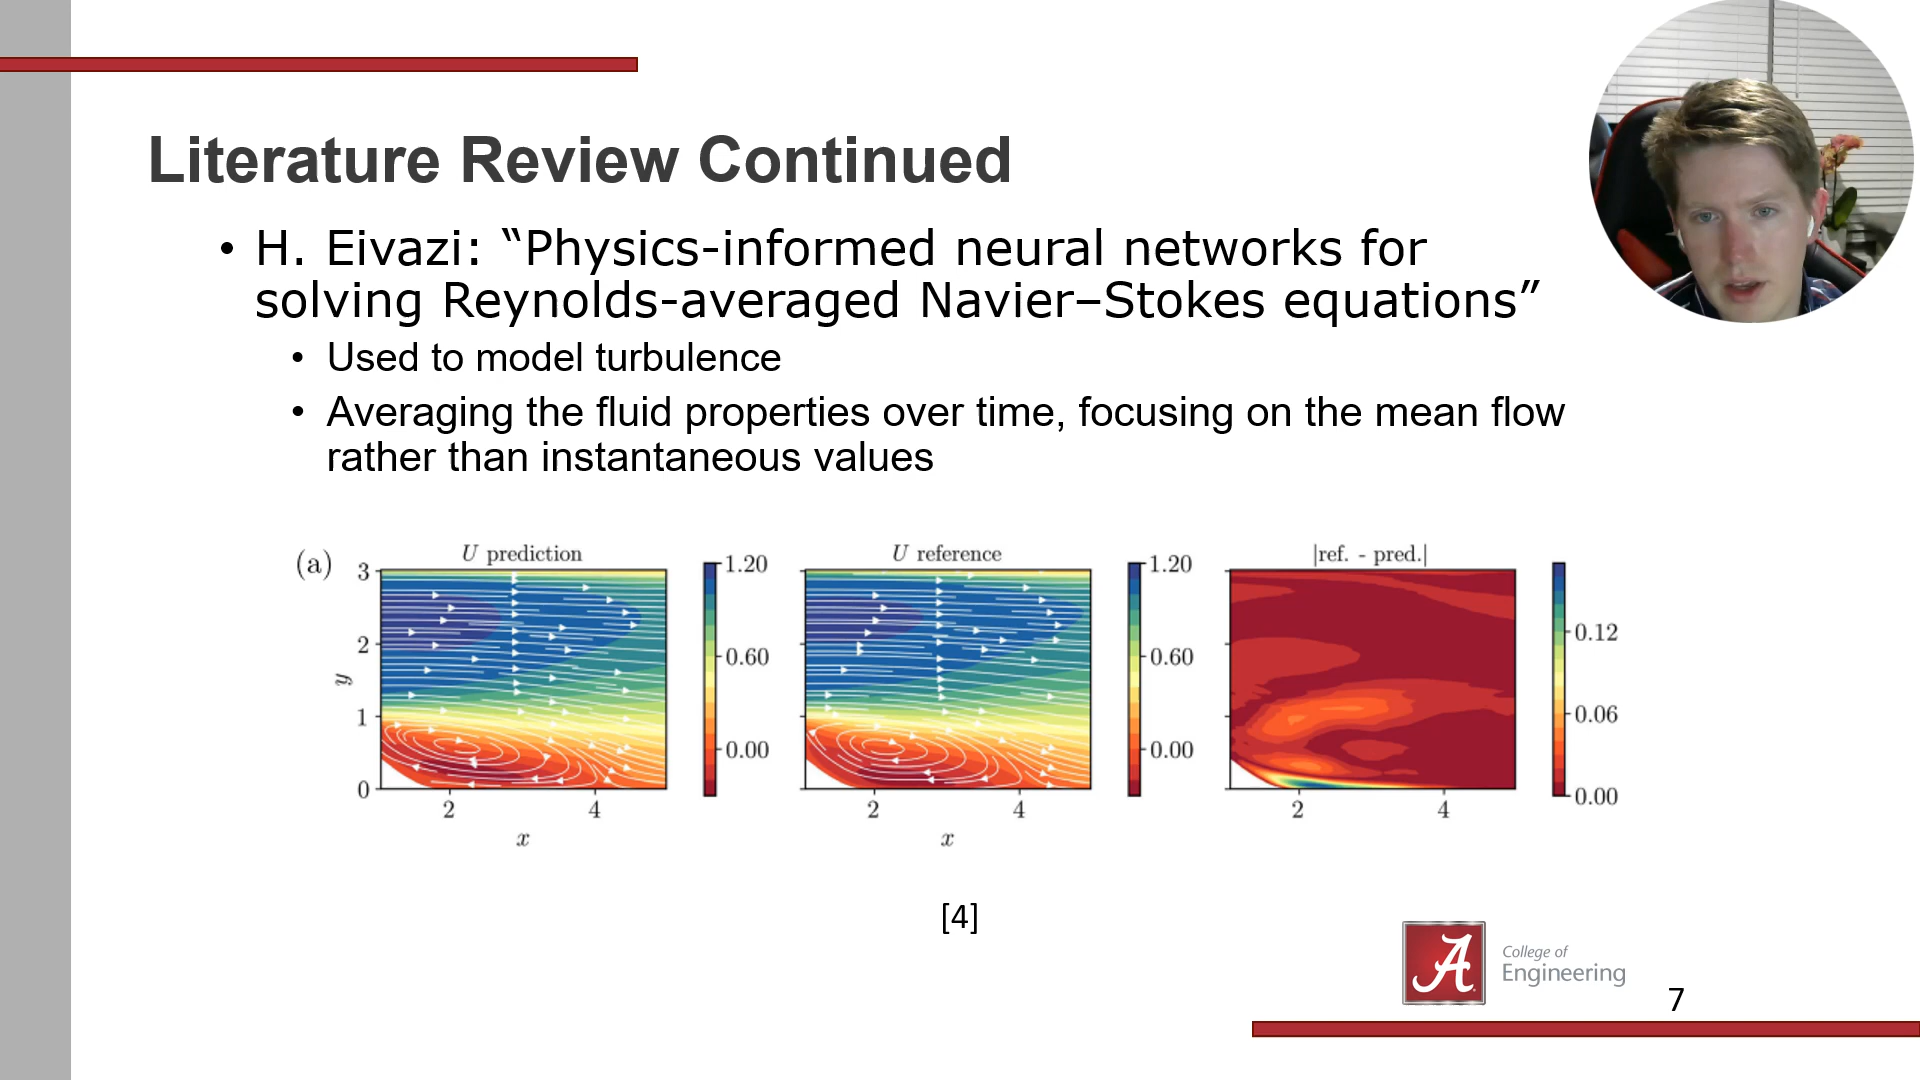 Literature Review Continued
• H. Eivazi: “Physics-informed neural networks for
solving Reynolds-averaged Navier–Stokes equations”
• Used to model turbulence
• Averaging the fluid properties over time, focusing on the mean flow
rather than instantaneous values
(a)
U prediction
U reference
|ref. - pred.|
3
2
1
0
y
2
4
x
1.20
0.60
0.00
2
4
x
1.20
0.60
0.00
2
4
0.12
0.06
0.00
[4]
A
College of
Engineering
7